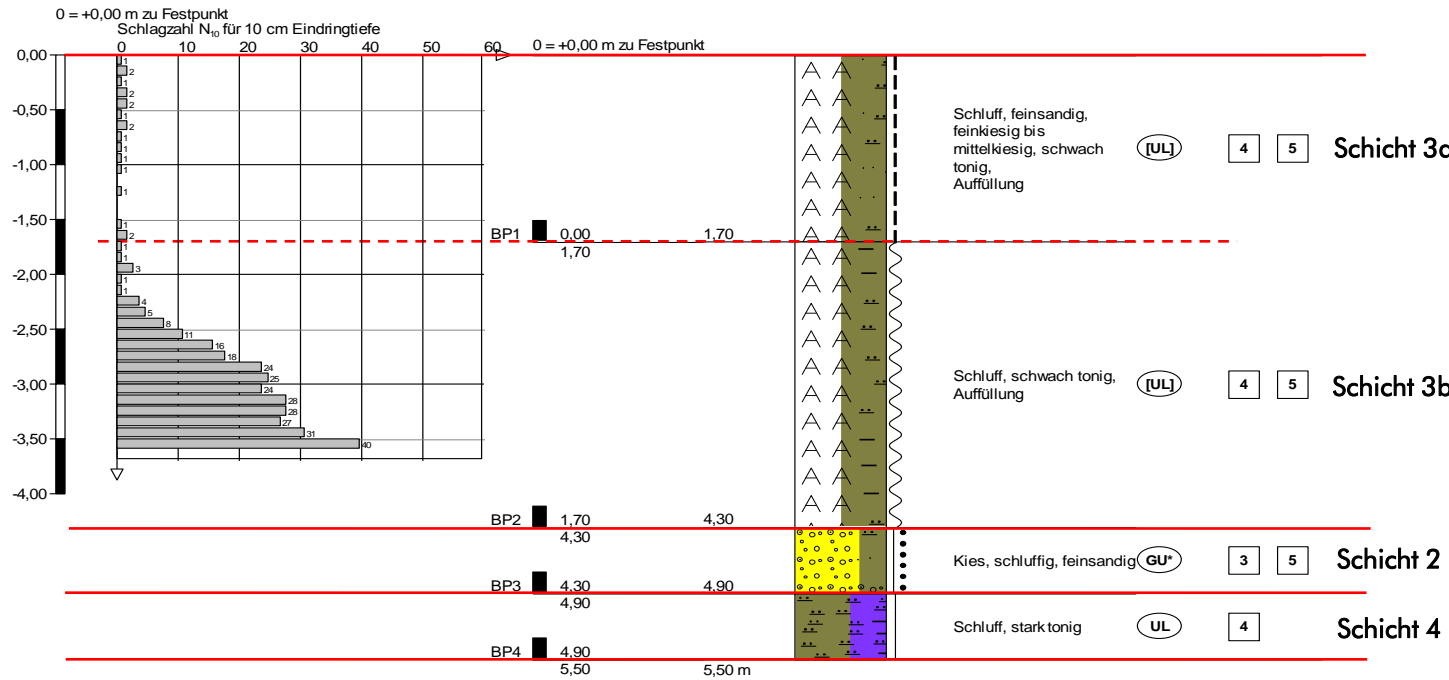 0 = +0,00 m zu Festpunkt
Schlagzahl N₁₀ für 10 cm Eindringtiefe
0 10 20 30 40 50 60
0 = +0,00 m zu Festpunkt
0,00
-0,50
-1,00
-1,50
-2,00
-2,50
-3,00
-3,50
-4,00
1
2
1
2
2
1
2
1
1
1
1
1
1
2
1
3
1
1
4
5
8
11
16
18
24
25
24
28
28
27
31
40
Schluff, feinsandig,
feinkiesig bis
mittelkiesig, schwach
tonig,
Auffüllung
[UL] 4 5
BP1 0,00 1,70
1,70
Schluff, schwach tonig,
Auffüllung
[UL] 4 5
BP2 1,70 4,30
4,30
Kies, schluffig, feinsandig GU* 3 5 Schicht 2
BP3 4,30 4,90
4,90
Schluff, stark tonig UL 4 Schicht 4
BP4 4,90
5,50 5,50 m
Schicht 3
Schicht 3b